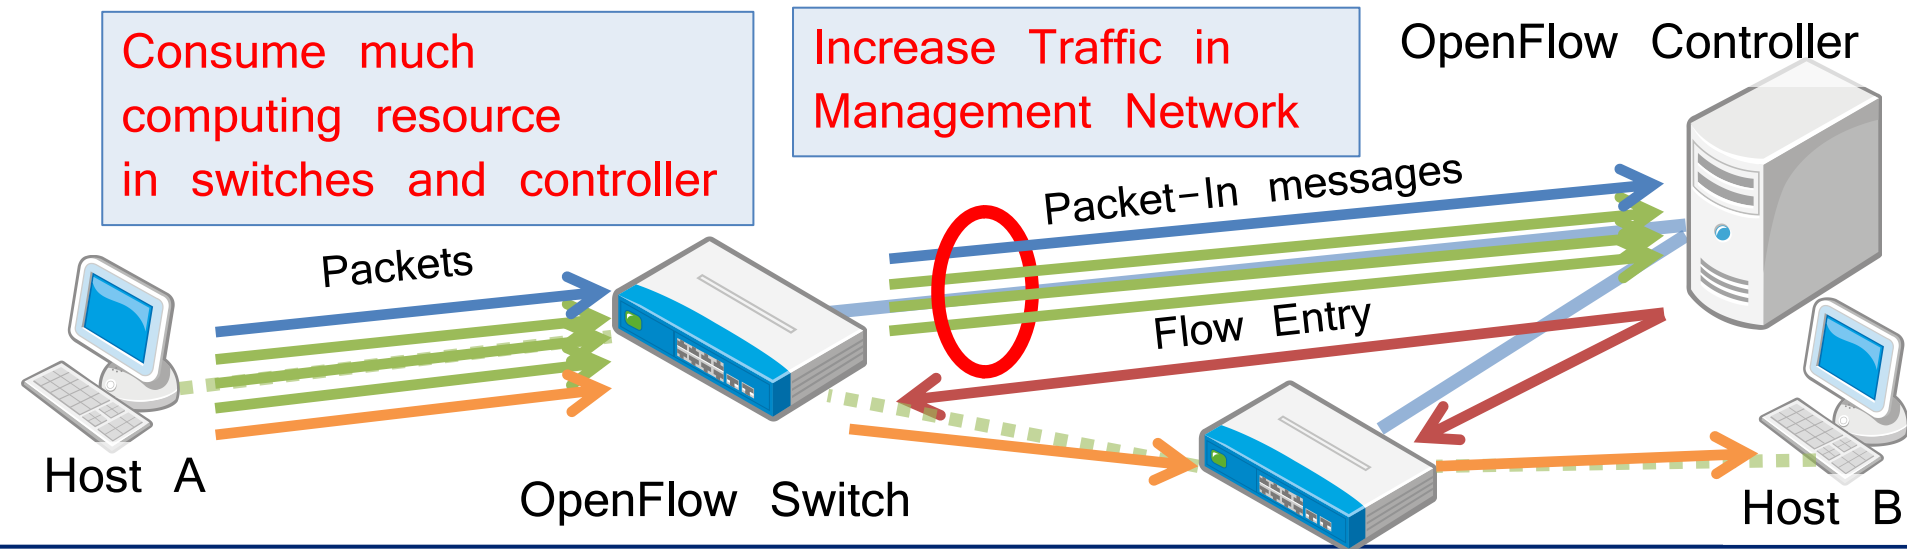 Consume much
computing resource
in switches and controller
Increase Traffic in
Management Network
OpenFlow Controller
Packet-In messages
Packets
Flow Entry
Host A
OpenFlow Switch
Host B